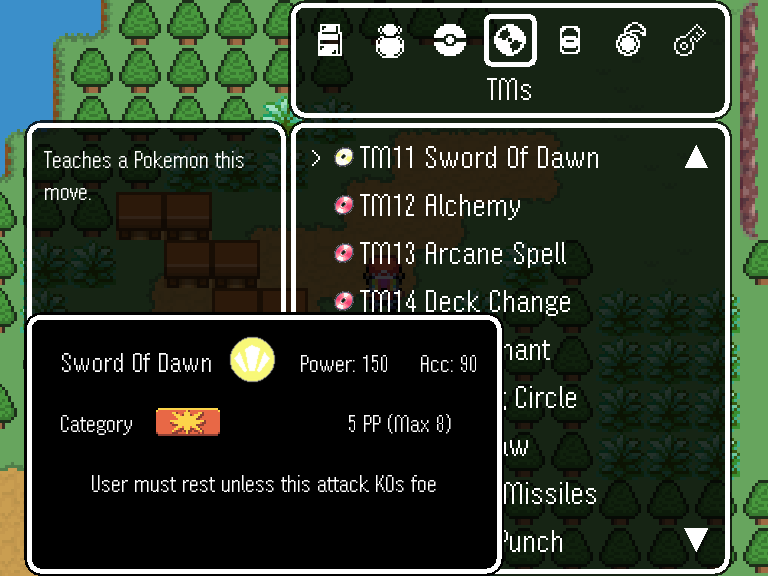 TMs
Teaches a Pokemon this
move.
> TM11 Sword Of Dawn
TM12 Alchemy
TM13 Arcane Spell
TM14 Deck Change
Circle
Missiles
Punch
Sword Of Dawn
Power: 150
Acc: 90
Category
5 PP (Max 8)
User must rest unless this attack KOs foe